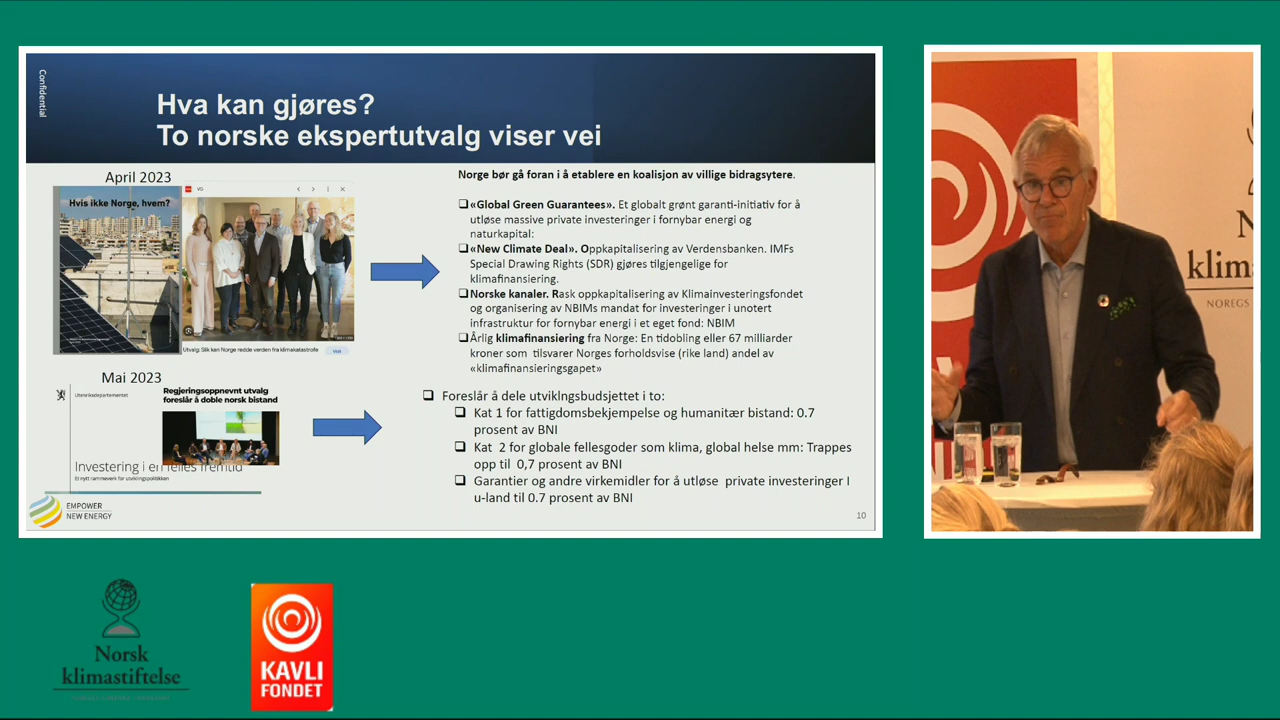 Confidential
Hva kan gjøres?
To norske ekspertutvalg viser vei
April 2023
Hvis ikke Norge, hvem?
VG
Utvalg: Slik kan Norge redde verden fra klimakatastrofe
Norge bør gå foran i å etablere en koalisjon av villige bidragsytere.
«Global Green Guarantees». Et globalt grønt garanti-initiativ for å
utløse massive private investeringer i fornybar energi og
naturkapital:
«New Climate Deal». Oppkapitalisering av Verdensbanken. IMFs
Special Drawing Rights (SDR) gjøres tilgjengelige for
klimafinansiering.
Norske kanaler. Rask oppkapitalisering av Klimainvesteringsfondet
og organisering av NBIMs mandat for investeringer i unotert
infrastruktur for fornybar energi i et eget fond: NBIM
Årlig klimafinansiering fra Norge: En tidobling eller 67 milliarder
kroner som tilsvarer Norges forholdsvise (rike land) andel av
«klimafinansieringsgapet»
Mai 2023
Utenriksdepartementet
Regjeringsoppnevnt utvalg
foreslår å doble norsk bistand
Investering i en felles fremtid
Et nytt rammeverk for utviklingspolitikken
Foreslår å dele utviklngsbudsjettet i to:
Kat 1 for fattigdomsbekjempelse og humanitær bistand: 0.7
prosent av BNI
Kat 2 for globale fellesgoder som klima, global helse mm: Trappes
opp til 0,7 prosent av BNI
Garantier og andre virkemidler for å utløse private investeringer I
u-land til 0.7 prosent av BNI
EMPOWER
NEW ENERGY
10
klim
NOREGS
Norsk
klimastiftelse
KAVLI
FONDET